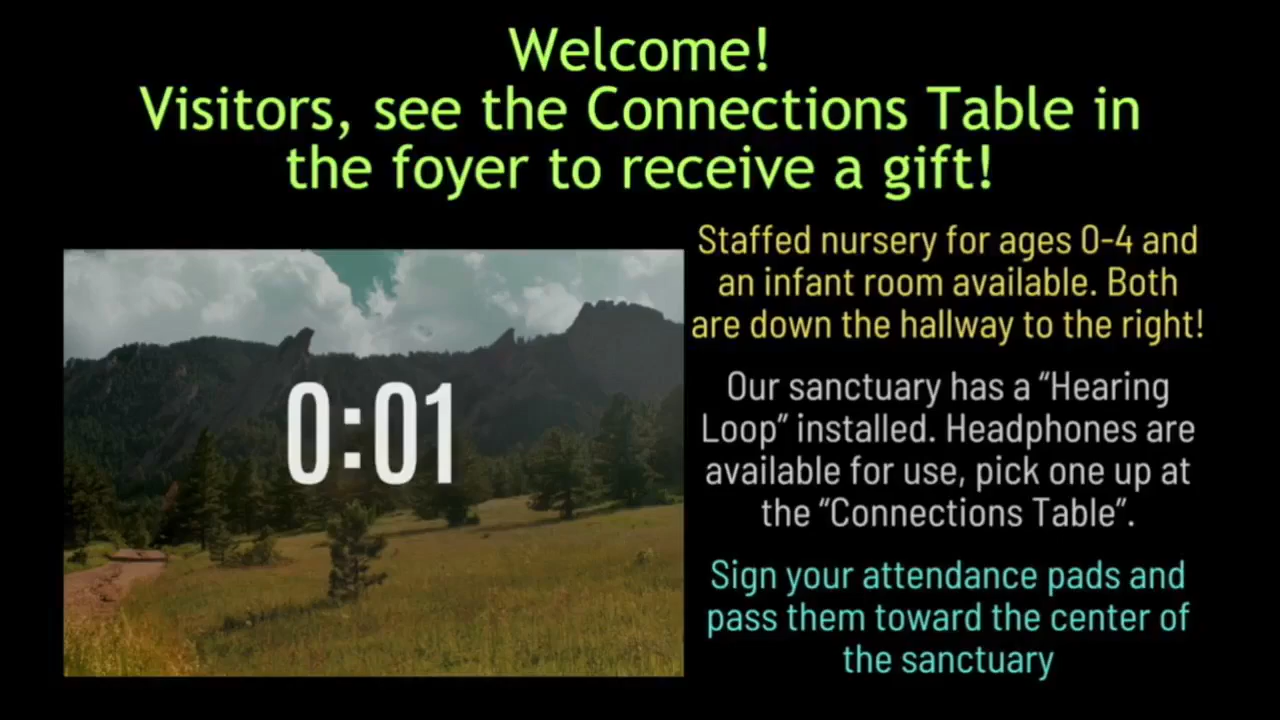 Welcome!
Visitors, see the Connections Table in
the foyer to receive a gift!
Staffed nursery for ages 0-4 and
an infant room available. Both
are down the hallway to the right!
0:01
Our sanctuary has a “Hearing
Loop” installed. Headphones are
available for use, pick one up at
the “Connections Table”.
Sign your attendance pads and
pass them toward the center of
the sanctuary